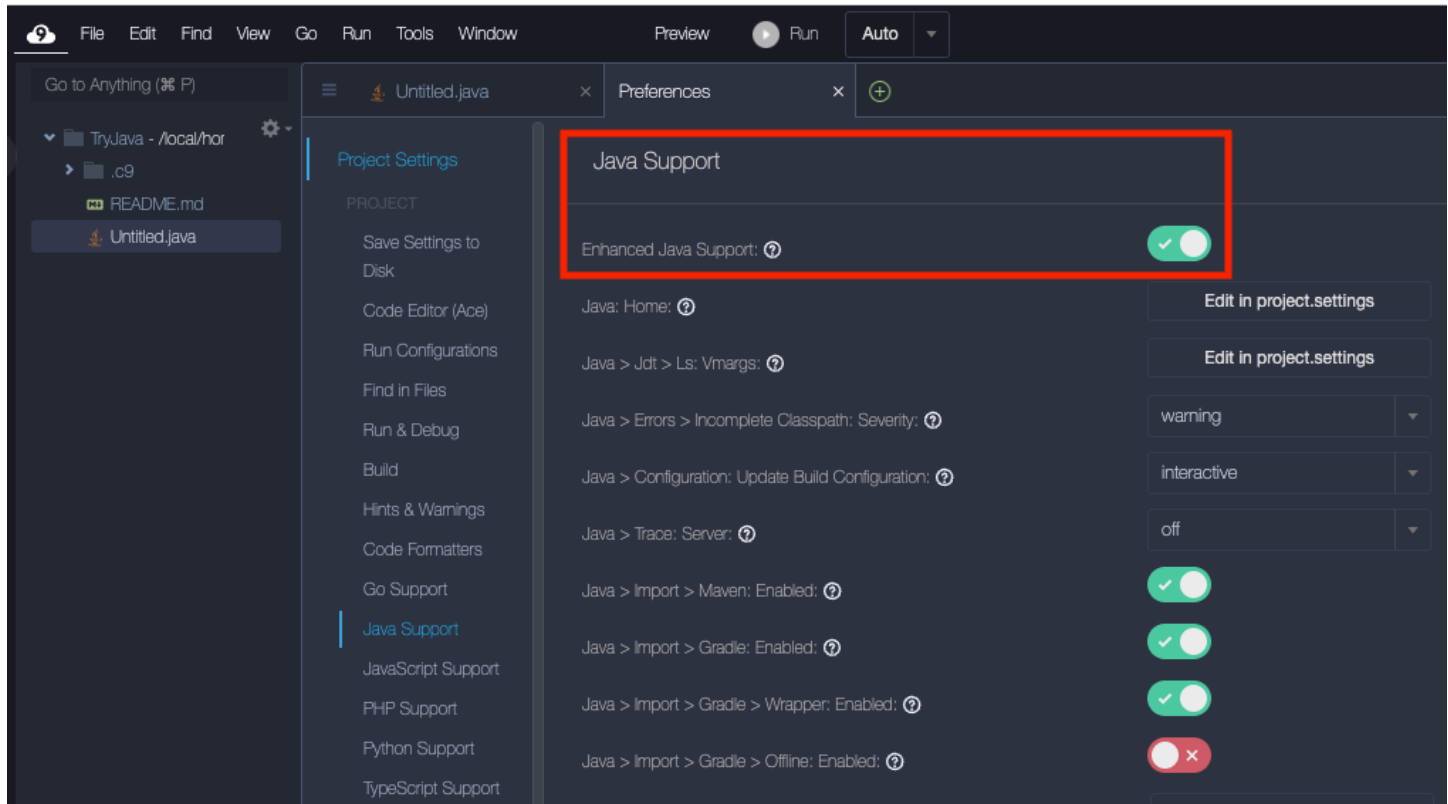 9 File Edit Find View Go Run Tools Window Preview Run Auto
Go to Anything (⌘ P)
Untitled.java
Preferences
TryJava - /local/hor
.c9
README.md
Untitled.java
Project Settings
PROJECT
Save Settings to
Disk
Code Editor (Ace)
Run Configurations
Find in Files
Run & Debug
Build
Hints & Warnings
Code Formatters
Go Support
Java Support
JavaScript Support
PHP Support
Python Support
TypeScript Support
Java Support
Enhanced Java Support: ?
Java: Home: ? Edit in project.settings
Java > Jdt > Ls: Vmargs: ? Edit in project.settings
Java > Errors > Incomplete Classpath: Severity: ? warning
Java > Configuration: Update Build Configuration: ? interactive
Java > Trace: Server: ? off
Java > Import > Maven: Enabled: ?
Java > Import > Gradle: Enabled: ?
Java > Import > Gradle > Wrapper: Enabled: ?
Java > Import > Gradle > Offline: Enabled: ?